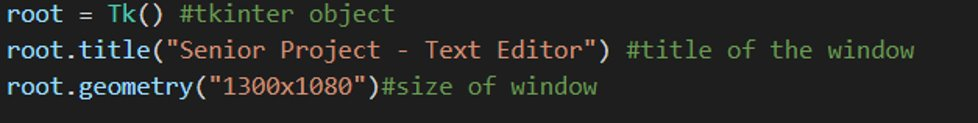 root = Tk() #tkinter object
root.title("Senior Project - Text Editor") #title of the window
root.geometry("1300x1080")#size of window